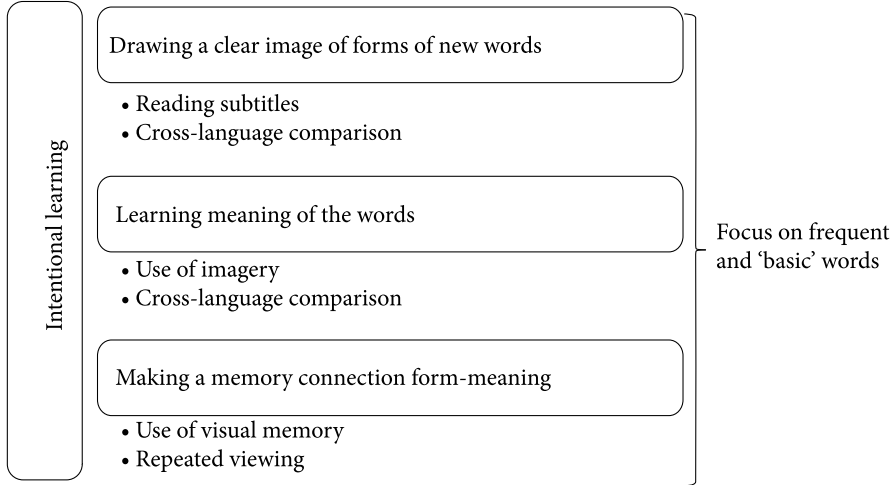 Intentional learning
Drawing a clear image of forms of new words
• Reading subtitles
• Cross-language comparison
Learning meaning of the words
• Use of imagery
• Cross-language comparison
Making a memory connection form-meaning
• Use of visual memory
• Repeated viewing
Focus on frequent
and ‘basic’ words